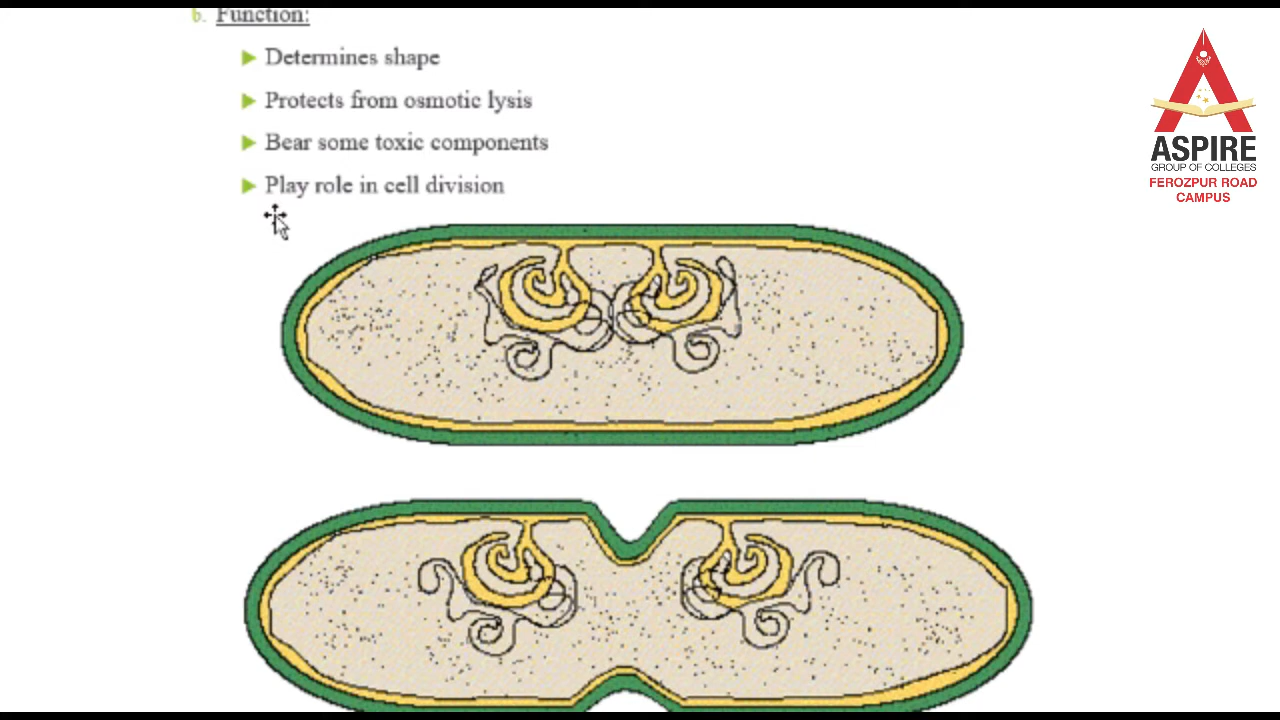 b. Function:
Determines shape
Protects from osmotic lysis
Bear some toxic components
Play role in cell division
ASPIRE
GROUP OF COLLEGES
FEROZPUR ROAD
CAMPUS